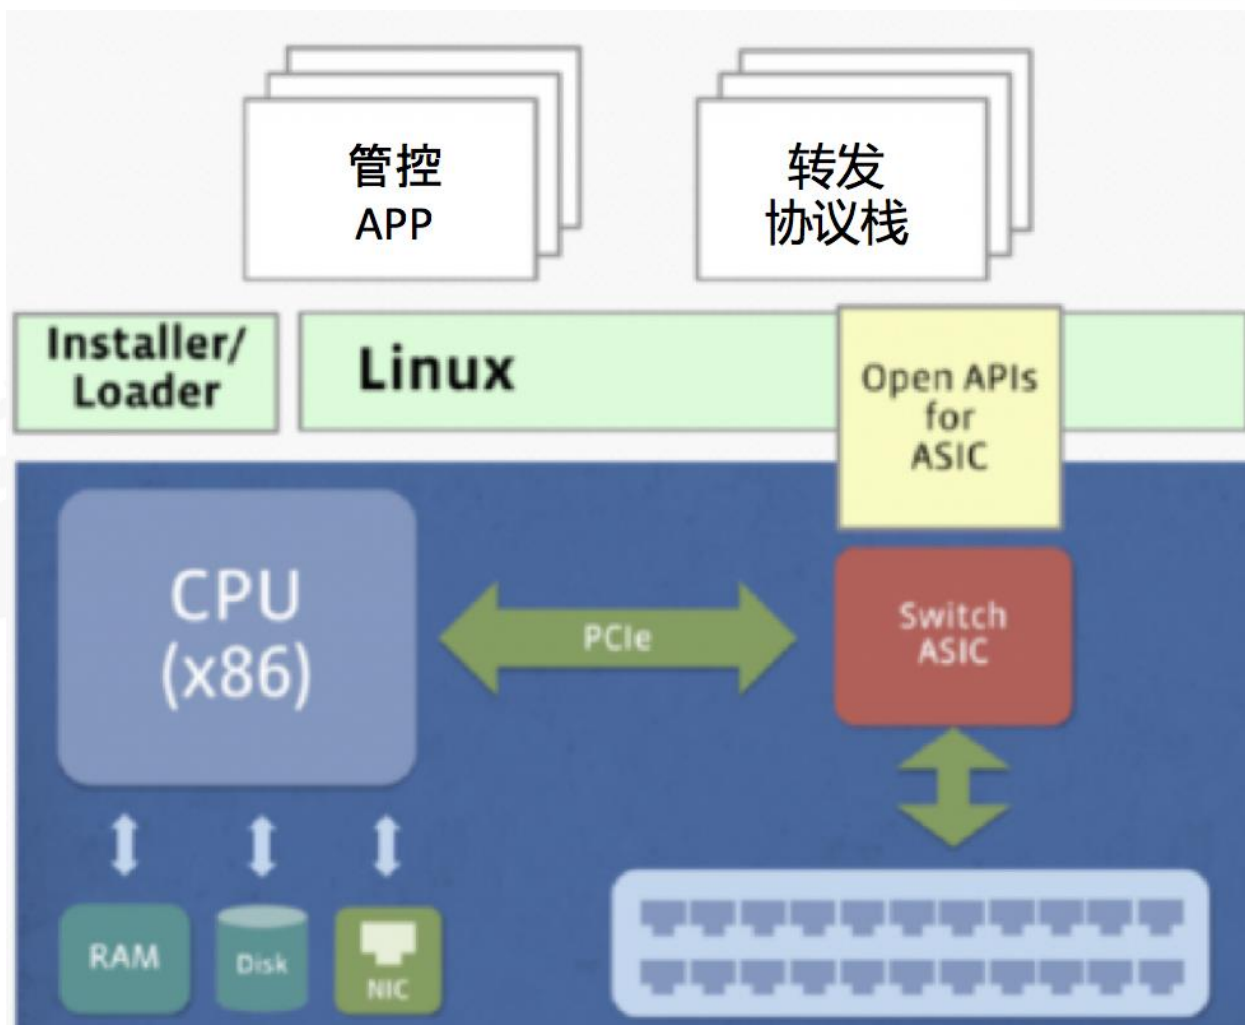 管控
APP
转发
协议栈
Installer/
Loader
Linux
Open APIs
for
ASIC
CPU
(x86)
PCIe
Switch
ASIC
RAM
Disk
NIC